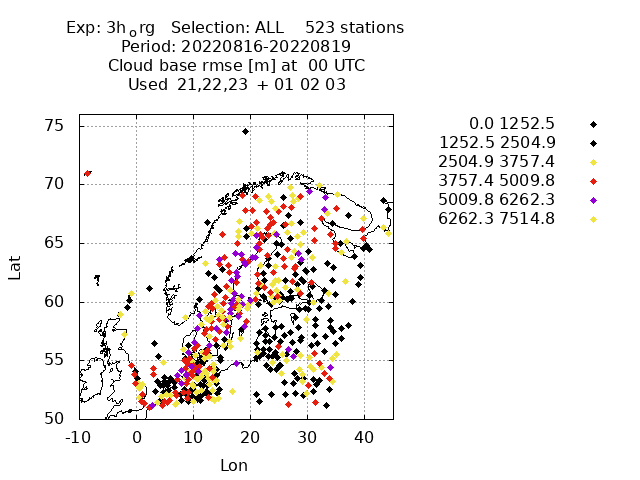 Exp: 3h_org   Selection: ALL    523 stations
Period: 20220816-20220819
Cloud base rmse [m] at  00 UTC
Used  21,22,23  + 01 02 03
0.0 1252.5
1252.5 2504.9
2504.9 3757.4
3757.4 5009.8
5009.8 6262.3
6262.3 7514.8
75
70
65
60
55
50
Lat
-10 0 10 20 30 40
Lon